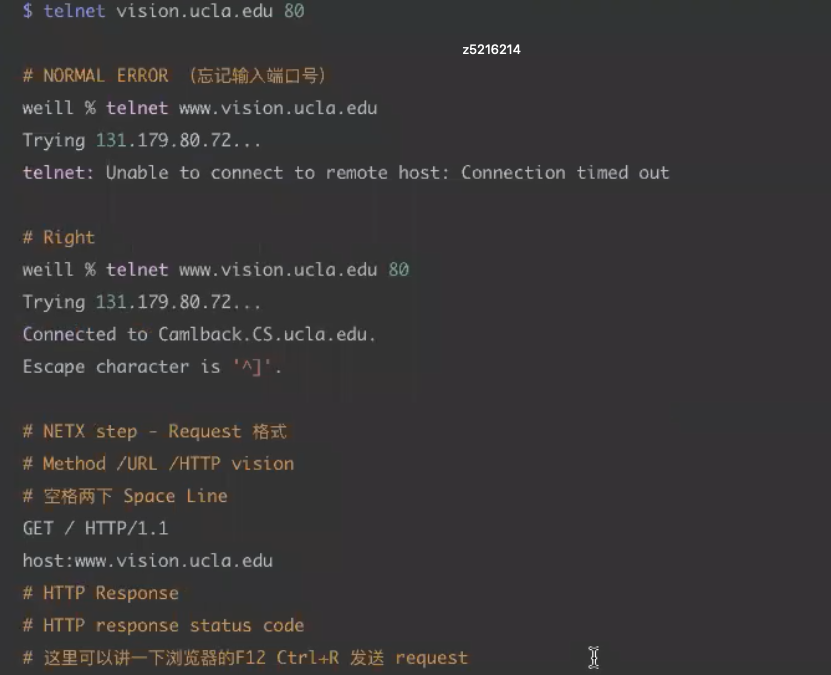 $ telnet vision.ucla.edu 80
z5216214
# NORMAL ERROR （忘记输入端口号）
weill % telnet www.vision.ucla.edu
Trying 131.179.80.72...
telnet: Unable to connect to remote host: Connection timed out
# Right
weill % telnet www.vision.ucla.edu 80
Trying 131.179.80.72...
Connected to Camlback.CS.ucla.edu.
Escape character is '^]'.
# NETX step - Request 格式
# Method /URL /HTTP vision
# 空格两下 Space Line
GET / HTTP/1.1
host:www.vision.ucla.edu
# HTTP Response
# HTTP response status code
# 这里可以讲一下浏览器的F12 Ctrl+R 发送 request